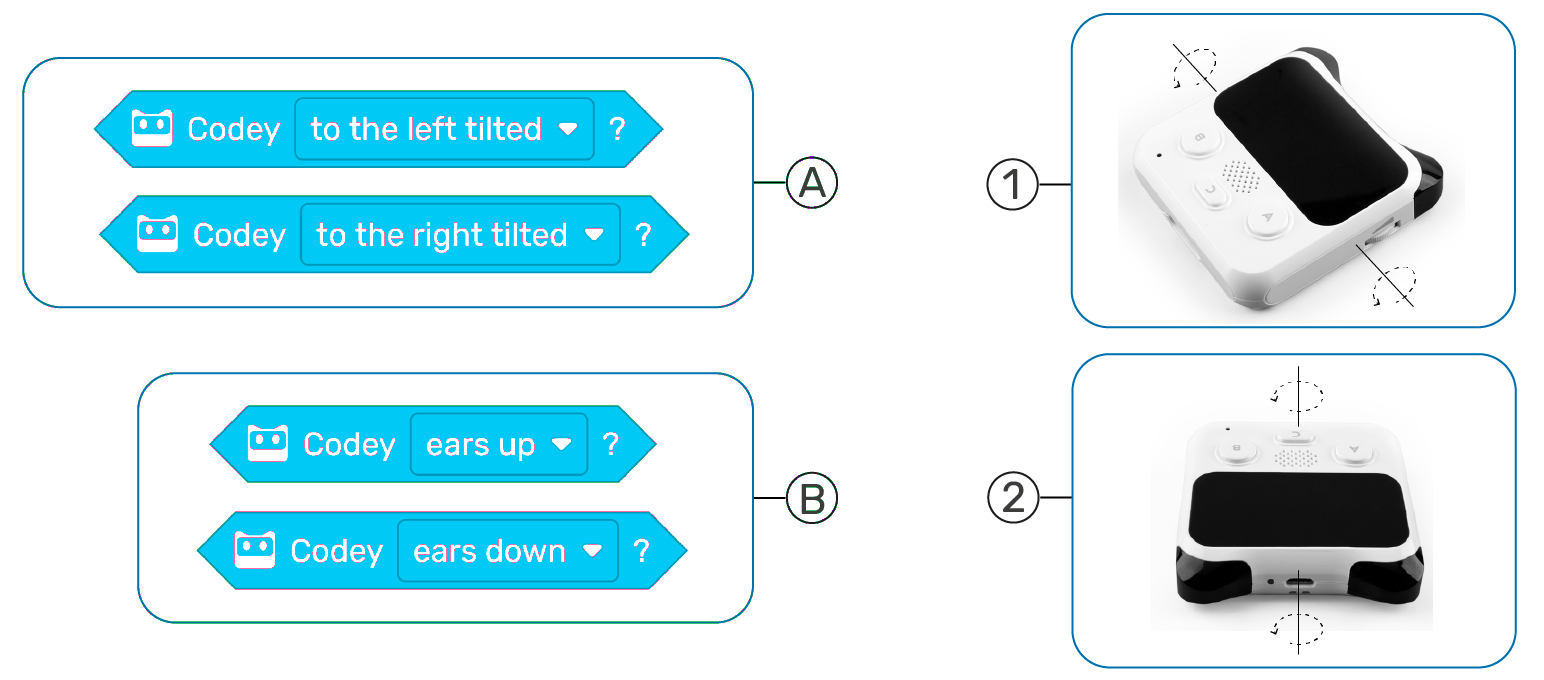 Codey to the left tilted ?
A
Codey to the right tilted ?
1
B
C
A
Codey ears up ?
B
Codey ears down ?
2
C
B
A